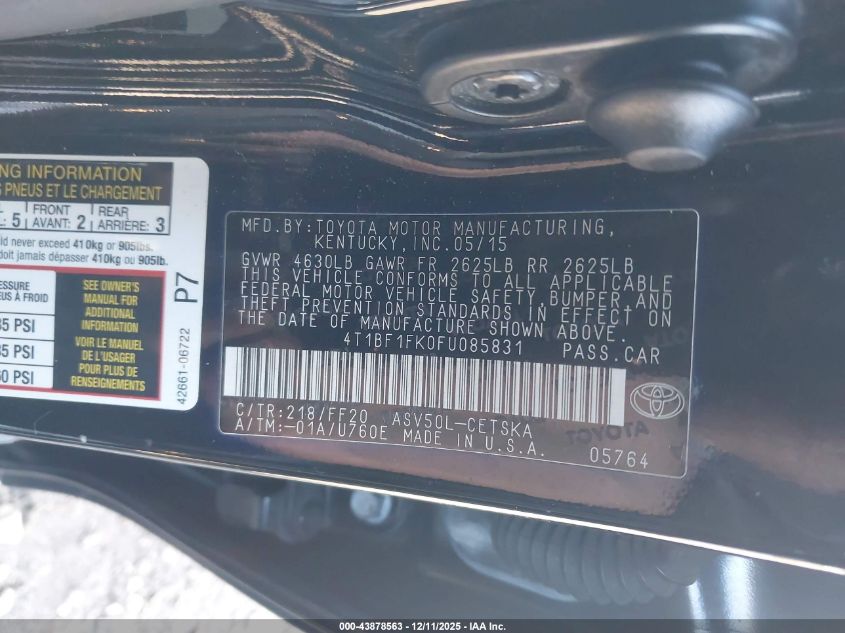 ING INFORMATION
S PNEUS ET LE CHARGEMENT
5 FRONT AVANT: 2 REAR ARRIÈRE: 3
ld never exceed 410kg or 905lbs.
doit jamais dépasser 410kg ou 905lb.
ESSURE
EUS À FROID
35 PSI
35 PSI
60 PSI
SEE OWNER'S
MANUAL FOR
ADDITIONAL
INFORMATION
VOIR LE MANUEL
DE L'USAGER
POUR PLUS DE
RENSEIGNEMENTS
P7
42661-06722
MFD.BY:TOYOTA MOTOR MANUFACTURING,
KENTUCKY,INC.05/15
GVWR 4630LB GAWR FR 2625LB RR 2625LB
THIS VEHICLE CONFORMS TO ALL APPLICABLE
FEDERAL MOTOR VEHICLE SAFETY,BUMPER,AND
THEFT PREVENTION STANDARDS IN EFFECT ON
THE DATE OF MANUFACTURE SHOWN ABOVE.
4T1BF1FK0FU085831 PASS.CAR
C/TR:218/FF20 ASV50L-CETSKA
A/TM:-01A/U760E MADE IN U.S.A.
05764
000-43878563 - 12/11/2025 - IAA Inc.